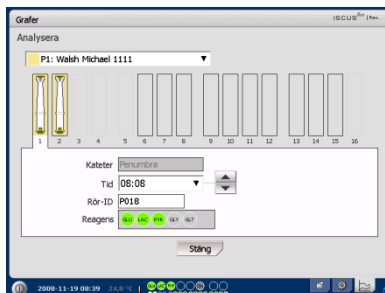 Grafer
ISCUS flex
Analysera
P1: Walsh Michael 1111
1 2 3 4 5 6 7 8 9 10 11 12 13 14 15 16
Kateter Penumbra
Tid 08:08
Rör-ID P018
Reagens GLU LAC PYR GLY GLT
Stäng
2008-11-19 08:39 24,8 °C